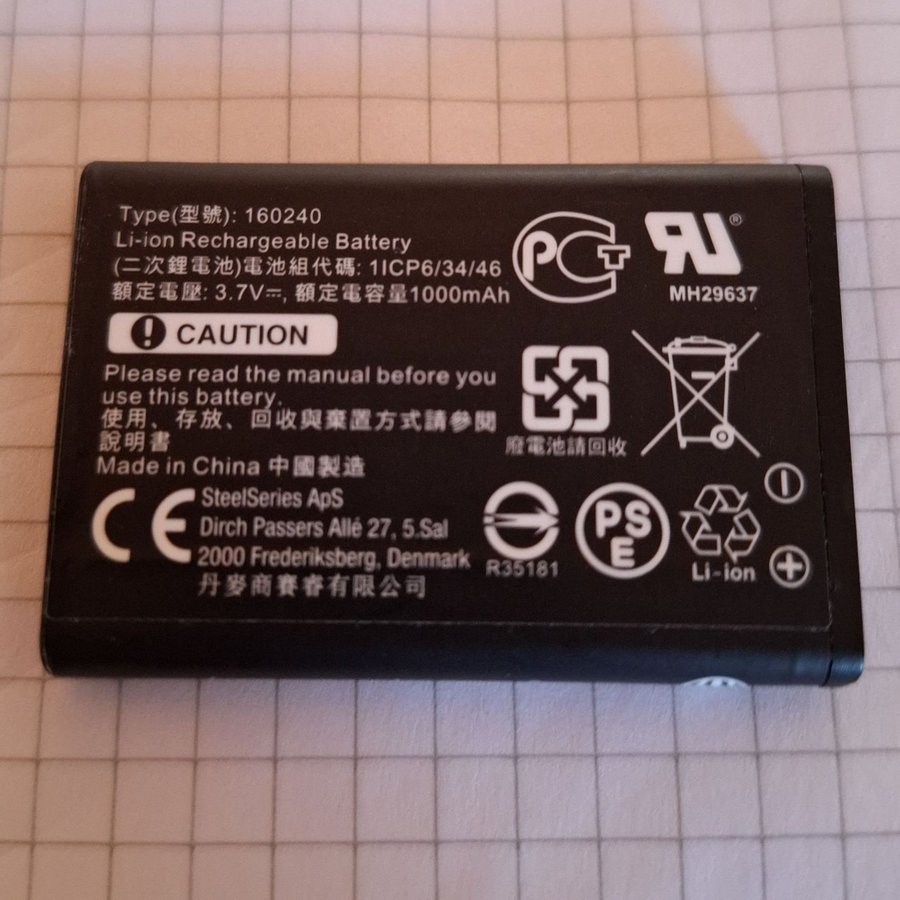 Type(型號): 160240
Li-ion Rechargeable Battery
(二次鋰電池)電池組代碼: 1ICP6/34/46
額定電壓: 3.7V⎓, 額定電容量1000mAh
PCT
RU®
MH29637
! CAUTION
Please read the manual before you
use this battery.
使用、存放、回收與棄置方式請參閱
說明書
廢電池請回收
Made in China 中國製造
CE
SteelSeries ApS
Dirch Passers Allé 27, 5.Sal
2000 Frederiksberg, Denmark
丹麥商賽睿有限公司
R35181
PSE
Li-ion